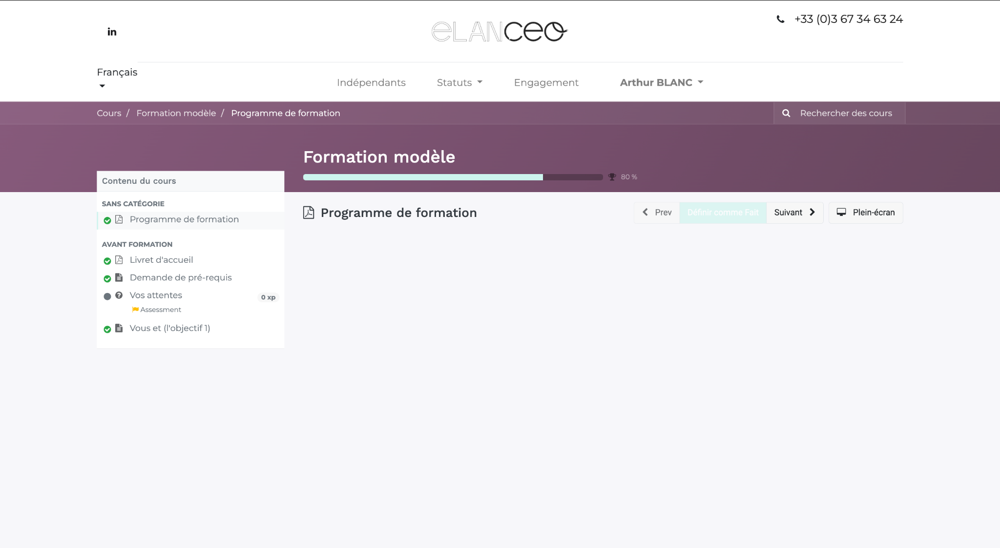 +33 (0)3 67 34 63 24
in
eLANceo
Français
Indépendants
Statuts
Engagement
Arthur BLANC
Cours / Formation modèle / Programme de formation
Rechercher des cours
Formation modèle
80 %
Contenu du cours
SANS CATÉGORIE
Programme de formation
AVANT FORMATION
Livret d'accueil
Demande de pré-requis
Vos attentes
0 xp
Assessment
Vous et (l'objectif 1)
Programme de formation
Prev
Définir comme Fait
Suivant
Plein-écran